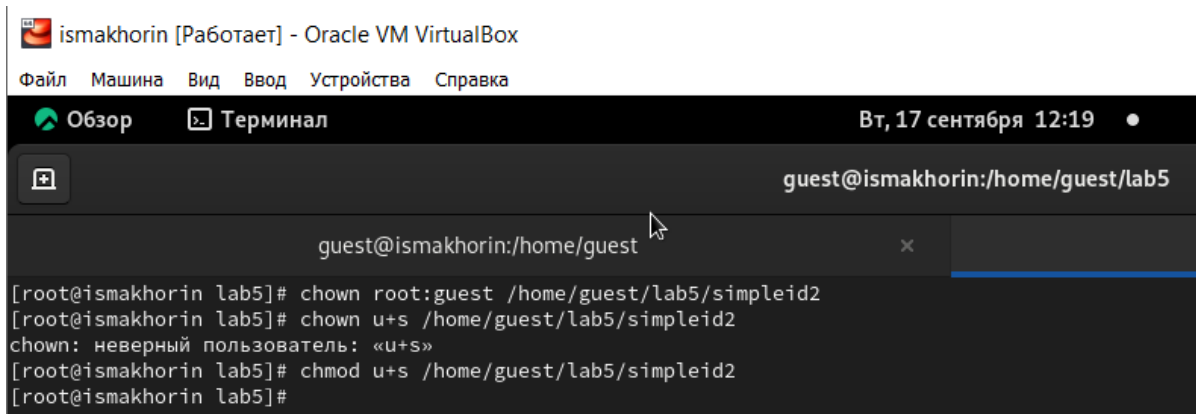 ismakhorin [Работает] - Oracle VM VirtualBox
Файл Машина Вид Ввод Устройства Справка
Обзор Терминал Вт, 17 сентября 12:19
guest@ismakhorin:/home/guest/lab5
guest@ismakhorin:/home/guest ×
[root@ismakhorin lab5]# chown root:guest /home/guest/lab5/simpleid2
[root@ismakhorin lab5]# chown u+s /home/guest/lab5/simpleid2
chown: неверный пользователь: «u+s»
[root@ismakhorin lab5]# chmod u+s /home/guest/lab5/simpleid2
[root@ismakhorin lab5]#